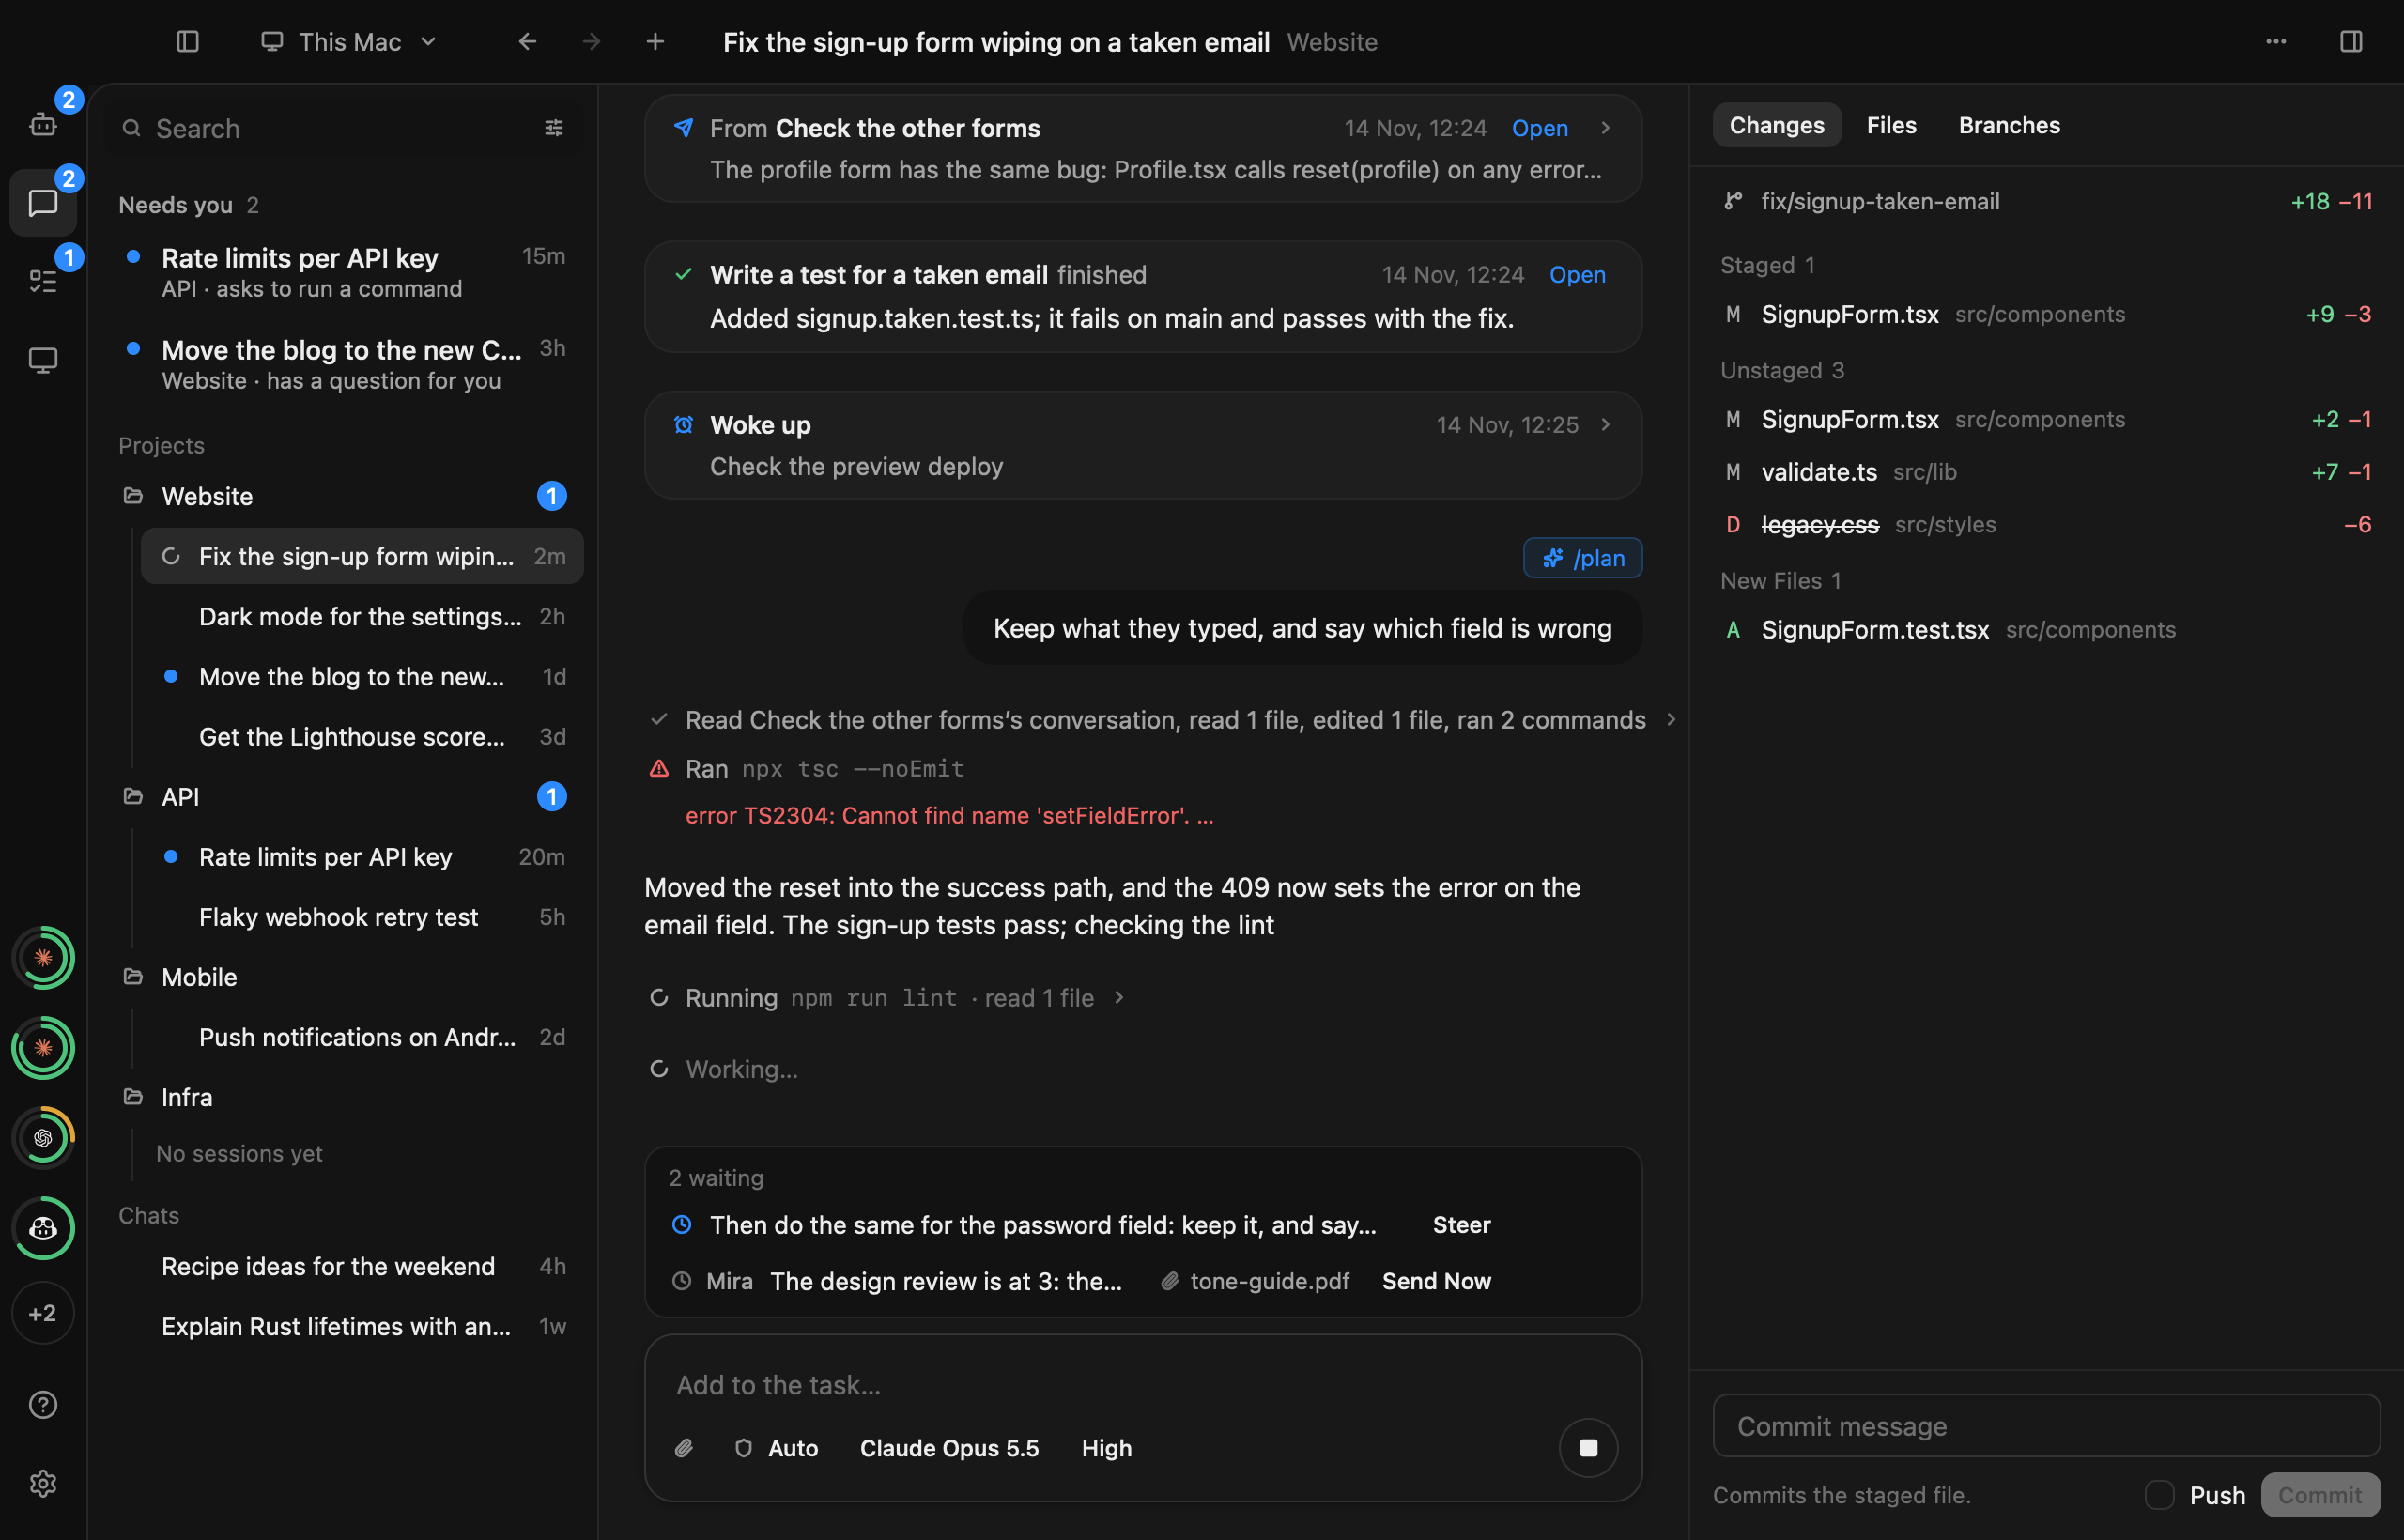 This Mac
Fix the sign-up form wiping on a taken email Website
2
2
1
+2
Search
Needs you 2
Rate limits per API key 15m
API · asks to run a command
Move the blog to the new C... 3h
Website · has a question for you
Projects
Website 1
Fix the sign-up form wipin... 2m
Dark mode for the settings... 2h
Move the blog to the new... 1d
Get the Lighthouse score... 3d
API 1
Rate limits per API key 20m
Flaky webhook retry test 5h
Mobile
Push notifications on Andr... 2d
Infra
No sessions yet
Chats
Recipe ideas for the weekend 4h
Explain Rust lifetimes with an... 1w
From Check the other forms 14 Nov, 12:24 Open
The profile form has the same bug: Profile.tsx calls reset(profile) on any error...
Write a test for a taken email finished 14 Nov, 12:24 Open
Added signup.taken.test.ts; it fails on main and passes with the fix.
Woke up 14 Nov, 12:25
Check the preview deploy
/plan
Keep what they typed, and say which field is wrong
Read Check the other forms’s conversation, read 1 file, edited 1 file, ran 2 commands
Ran npx tsc --noEmit
error TS2304: Cannot find name 'setFieldError'. ...
Moved the reset into the success path, and the 409 now sets the error on the
email field. The sign-up tests pass; checking the lint
Running npm run lint · read 1 file
Working...
2 waiting
Then do the same for the password field: keep it, and say... Steer
Mira The design review is at 3: the... tone-guide.pdf Send Now
Add to the task...
Auto Claude Opus 5.5 High
Changes Files Branches
fix/signup-taken-email +18 −11
Staged 1
M SignupForm.tsx src/components +9 −3
Unstaged 3
M SignupForm.tsx src/components +2 −1
M validate.ts src/lib +7 −1
D legacy.css src/styles −6
New Files 1
A SignupForm.test.tsx src/components
Commit message
Commits the staged file. Push Commit